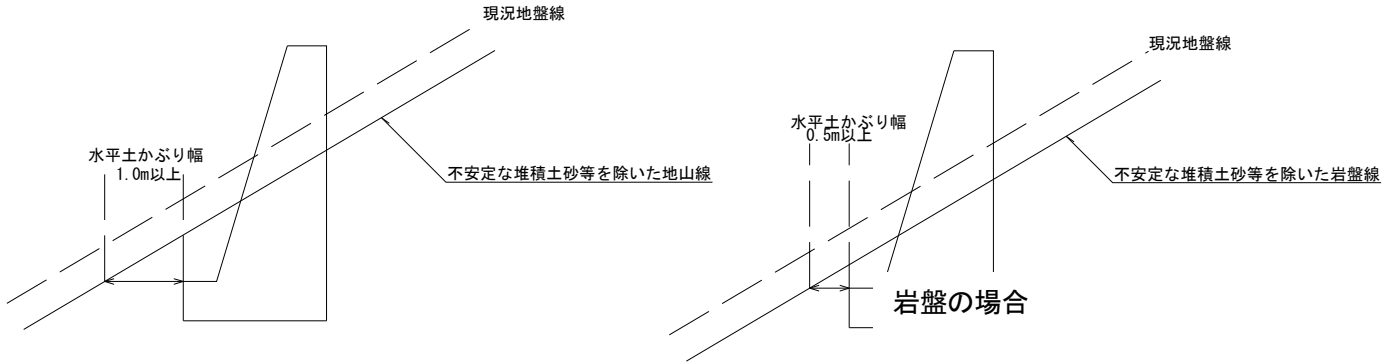 現況地盤線
水平土かぶり幅
1.0m以上
不安定な堆積土砂等を除いた地山線
現況地盤線
水平土かぶり幅
0.5m以上
不安定な堆積土砂等を除いた岩盤線
岩盤の場合